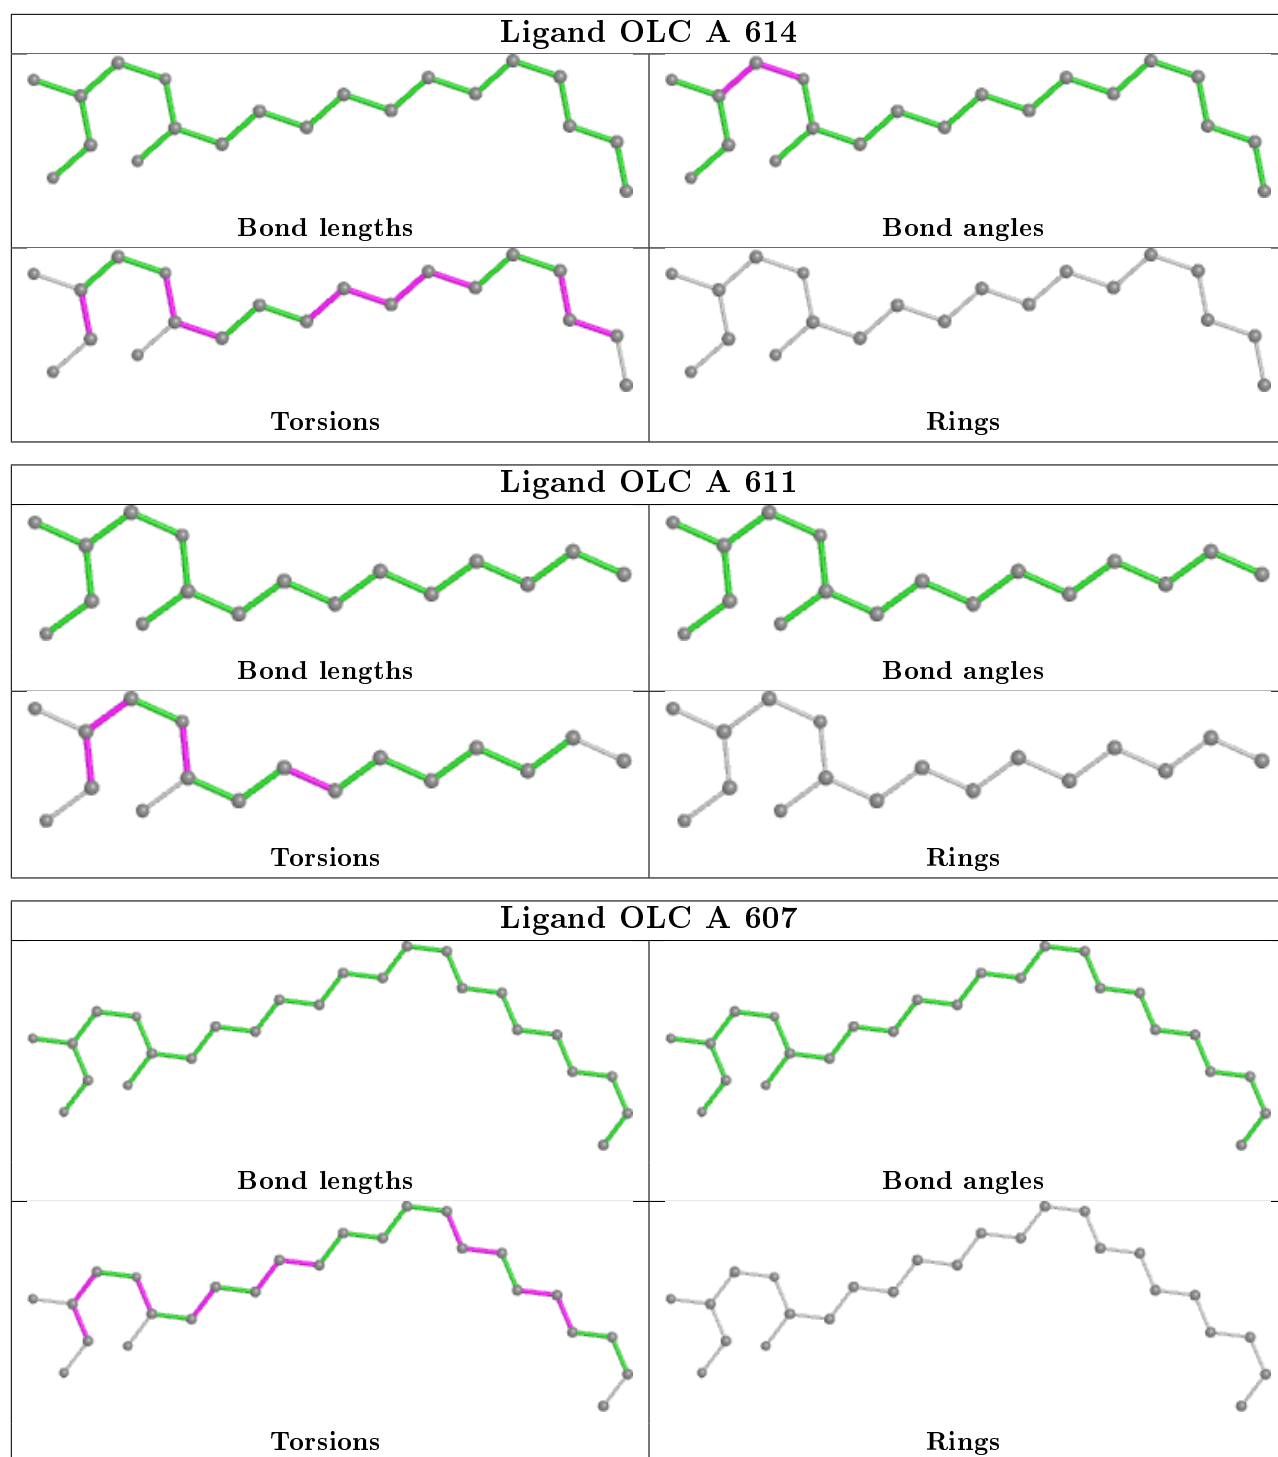 Ligand OLC A 614
Bond lengths
Bond angles
Torsions
Rings
Ligand OLC A 611
Bond lengths
Bond angles
Torsions
Rings
Ligand OLC A 607
Bond lengths
Bond angles
Torsions
Rings